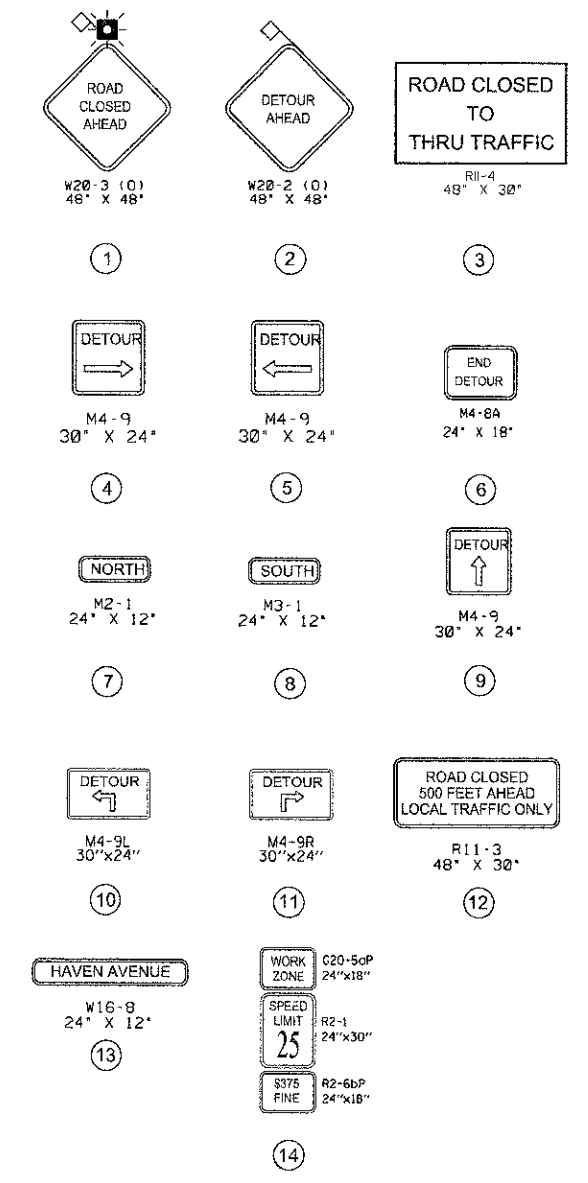 ROAD
CLOSED
AHEAD
W20-3 (O)
48" X 48"
1
DETOUR
AHEAD
W20-2 (O)
48" X 48"
2
ROAD CLOSED
TO
THRU TRAFFIC
R11-4
48" X 30"
3
DETOUR
M4-9
30" X 24"
4
DETOUR
M4-9
30" X 24"
5
END
DETOUR
M4-8A
24" X 18"
6
NORTH
M2-1
24" X 12"
7
SOUTH
M3-1
24" X 12"
8
DETOUR
M4-9
30" X 24"
9
DETOUR
M4-9L
30"x24"
10
DETOUR
M4-9R
30"x24"
11
ROAD CLOSED
500 FEET AHEAD
LOCAL TRAFFIC ONLY
R11-3
48" X 30"
12
HAVEN AVENUE
W16-8
24" X 12"
13
WORK
ZONE
G20-5aP
24"x18"
SPEED
LIMIT
25
R2-1
24"x30"
$375
FINE
R2-6bP
24"x18"
14